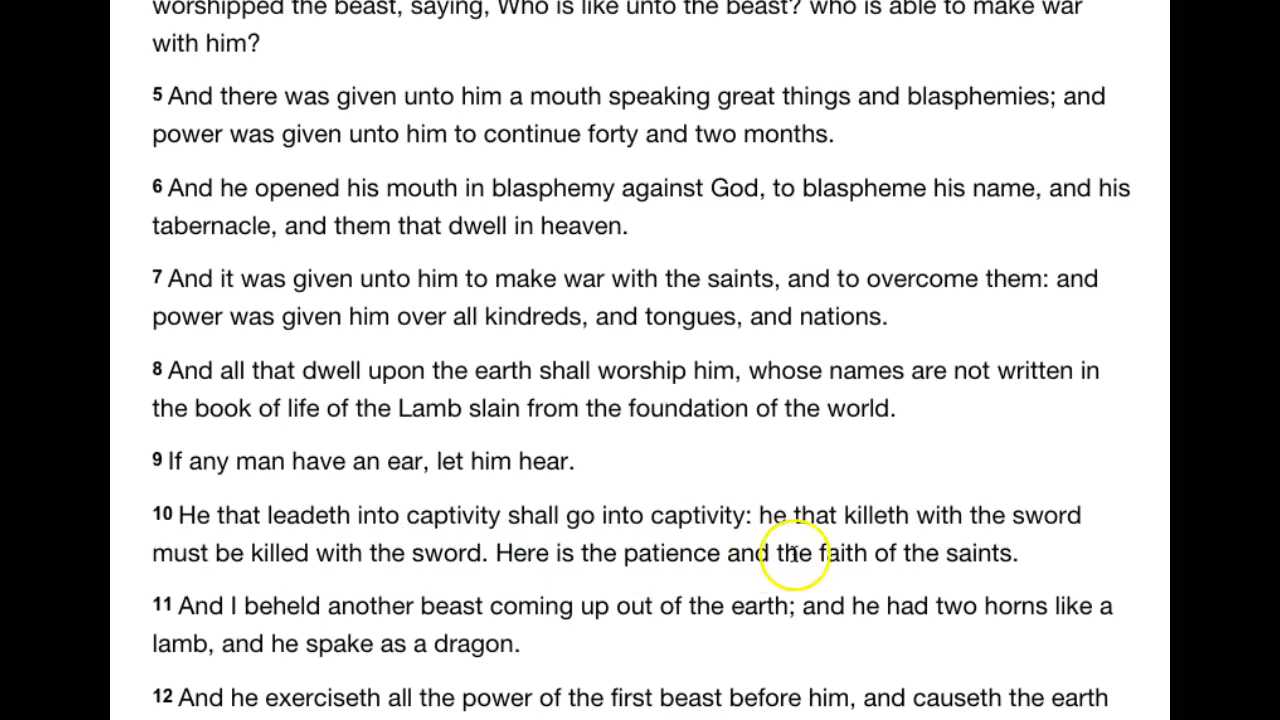 worshipped the beast, saying, Who is like unto the beast? who is able to make war
with him?
5 And there was given unto him a mouth speaking great things and blasphemies; and
power was given unto him to continue forty and two months.
6 And he opened his mouth in blasphemy against God, to blaspheme his name, and his
tabernacle, and them that dwell in heaven.
7 And it was given unto him to make war with the saints, and to overcome them: and
power was given him over all kindreds, and tongues, and nations.
8 And all that dwell upon the earth shall worship him, whose names are not written in
the book of life of the Lamb slain from the foundation of the world.
9 If any man have an ear, let him hear.
10 He that leadeth into captivity shall go into captivity: he that killeth with the sword
must be killed with the sword. Here is the patience and the faith of the saints.
11 And I beheld another beast coming up out of the earth; and he had two horns like a
lamb, and he spake as a dragon.
12 And he exerciseth all the power of the first beast before him, and causeth the earth